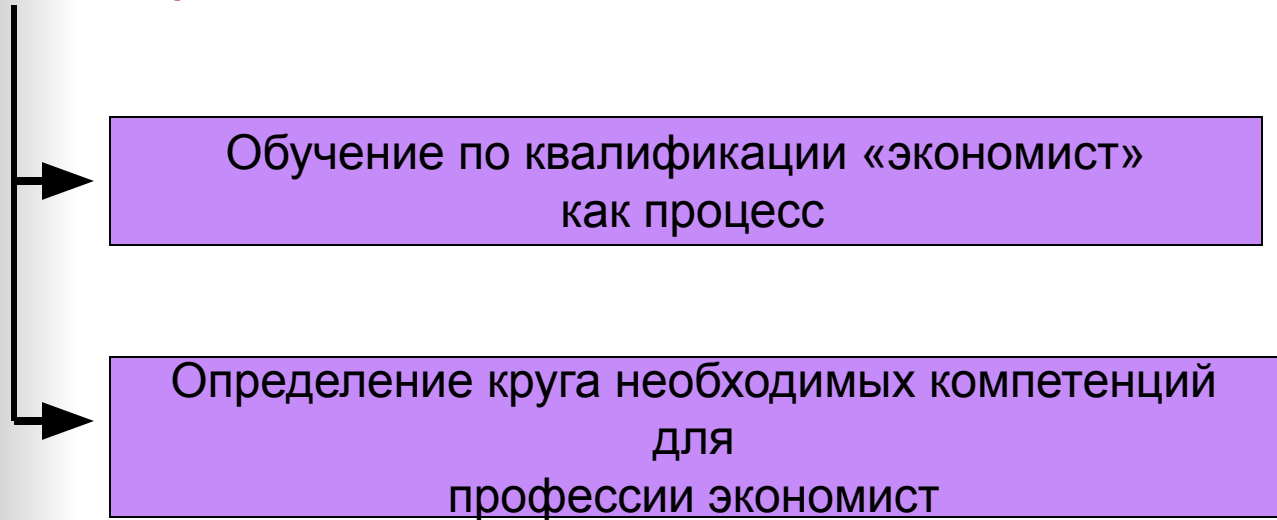 Обучение по квалификации «экономист»
как процесс
Определение круга необходимых компетенций
для
профессии экономист